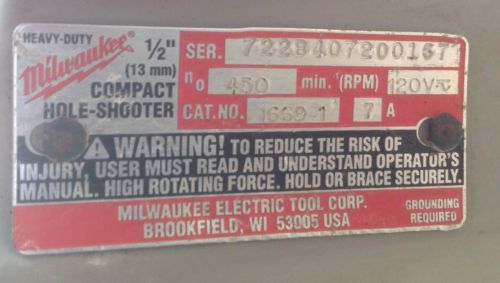 HEAVY-DUTY
Milwaukee 1/2"
(13 mm)
COMPACT
HOLE-SHOOTER
SER. 722B407200167
no 450 min. (RPM) 120V~
CAT.NO. 1669-1 7 A
WARNING! TO REDUCE THE RISK OF
INJURY, USER MUST READ AND UNDERSTAND OPERATOR'S
MANUAL. HIGH ROTATING FORCE. HOLD OR BRACE SECURELY.
MILWAUKEE ELECTRIC TOOL CORP.
BROOKFIELD, WI 53005 USA
GROUNDING
REQUIRED